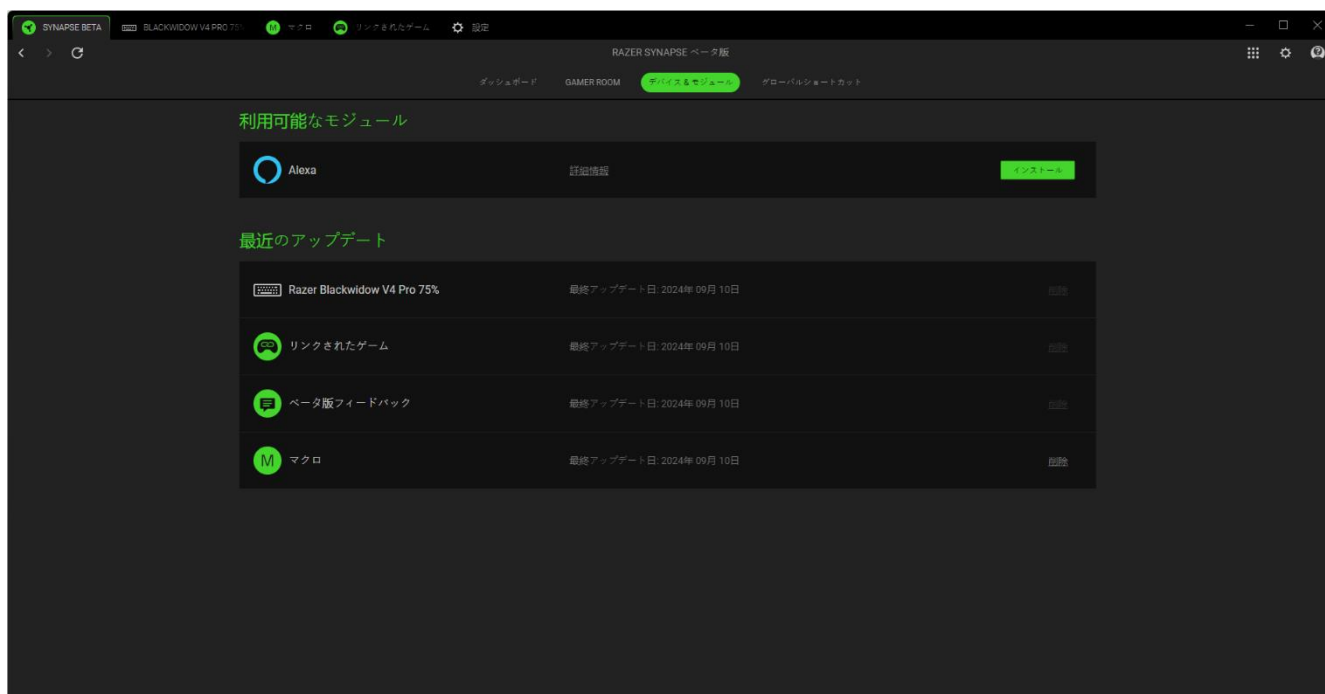 SYNAPSE BETA
BLACKWIDOW V4 PRO 75%
マクロ
リンクされたゲーム
設定
RAZER SYNAPSE ベータ版
ダッシュボード
GAMER ROOM
デバイス＆モジュール
グローバルショートカット
利用可能なモジュール
Alexa
詳細情報
インストール
最近のアップデート
Razer Blackwidow V4 Pro 75%
最終アップデート日: 2024年 09月 10日
削除
リンクされたゲーム
最終アップデート日: 2024年 09月 10日
削除
ベータ版フィードバック
最終アップデート日: 2024年 09月 10日
削除
M マクロ
最終アップデート日: 2024年 09月 10日
削除